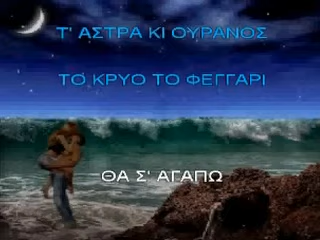 Τ' ΑΣΤΡΑ ΚΙ ΟΥΡΑΝΟΣ
ΤΟ ΚΡΥΟ ΤΟ ΦΕΓΓΑΡΙ
ΘΑ Σ' ΑΓΑΠΩ